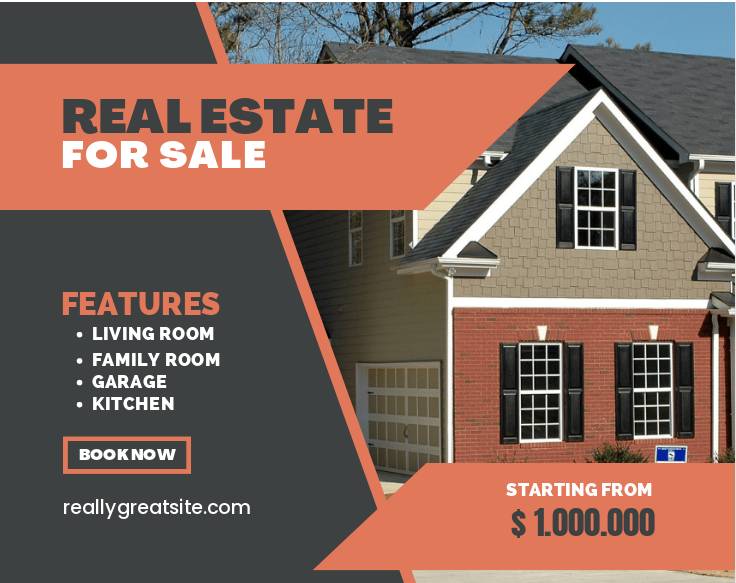 REAL ESTATE
FOR SALE
FEATURES
• LIVING ROOM
• FAMILY ROOM
• GARAGE
• KITCHEN
BOOK NOW
reallygreatsite.com
STARTING FROM
$ 1.000.000